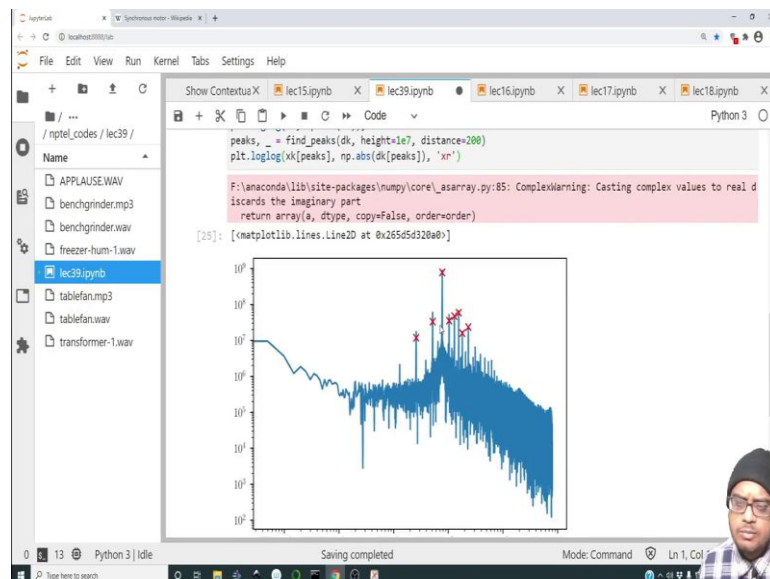 JupyterLab
Synchronous motor - Wikipedia
localhost:8888/lab
File Edit View Run Kernel Tabs Settings Help
Show Contextua lec15.ipynb lec39.ipynb lec16.ipynb lec17.ipynb lec18.ipynb
Code
Python 3
/ ... / nptel_codes / lec39 /
Name
APPLAUSE.WAV
benchgrinder.mp3
benchgrinder.wav
freezer-hum-1.wav
lec39.ipynb
tablefan.mp3
tablefan.wav
transformer-1.wav
peaks, _ = find_peaks(dk, height=1e7, distance=200)
plt.loglog(xk[peaks], np.abs(dk[peaks]), 'xr')
F:\anaconda\lib\site-packages\numpy\core\_asarray.py:85: ComplexWarning: Casting complex values to real d
iscards the imaginary part
return array(a, dtype, copy=False, order=order)
[25]: [<matplotlib.lines.Line2D at 0x265d5d320a0>]
10⁹
10⁸
10⁷
10⁶
10⁵
10⁴
10³
10²
0 13 Python 3 | Idle Saving completed Mode: Command Ln 1, Col
Type here to search